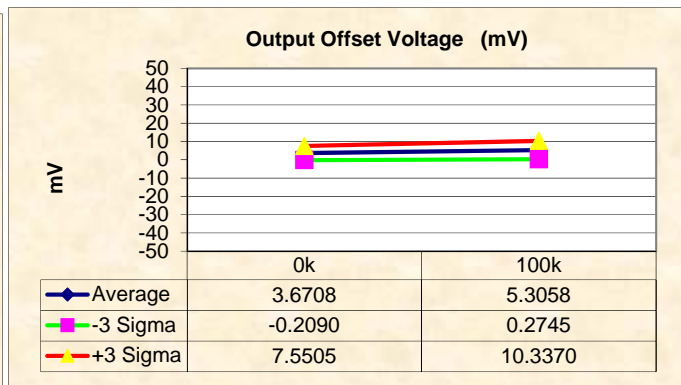 Output Offset Voltage (mV)
50
40
30
20
10
0
-10
-20
-30
-40
-50
mV
0k 100k
Average 3.6708 5.3058
-3 Sigma -0.2090 0.2745
+3 Sigma 7.5505 10.3370